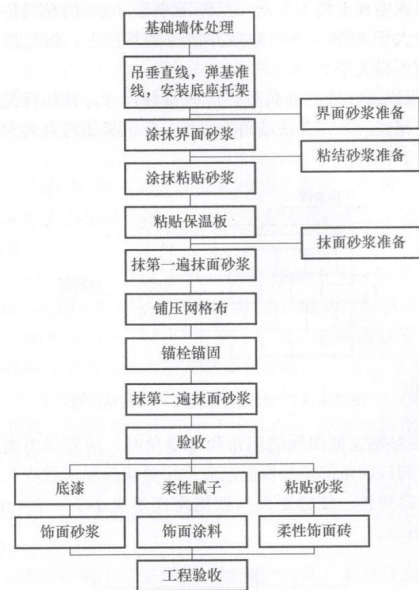 基础墙体处理
吊垂直线，弹基准
线，安装底座托架
界面砂浆准备
涂抹界面砂浆
粘结砂浆准备
涂抹粘贴砂浆
粘贴保温板
抹面砂浆准备
抹第一遍抹面砂浆
铺压网格布
锚栓锚固
抹第二遍抹面砂浆
验收
底漆 柔性腻子 粘贴砂浆
饰面砂浆 饰面涂料 柔性面砖
工程验收